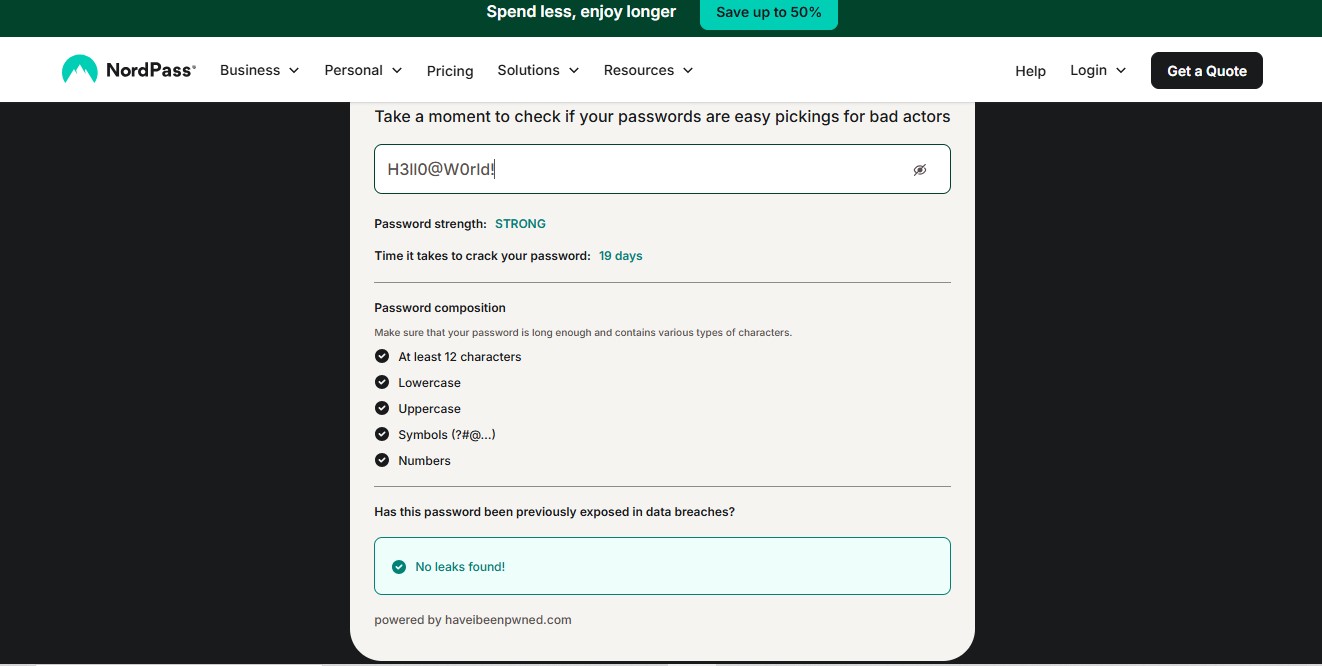 Spend less, enjoy longer Save up to 50%
NordPass® Business Personal Pricing Solutions Resources Help Login Get a Quote
Take a moment to check if your passwords are easy pickings for bad actors
H3ll0@W0rld!
Password strength: STRONG
Time it takes to crack your password: 19 days
Password composition
Make sure that your password is long enough and contains various types of characters.
At least 12 characters
Lowercase
Uppercase
Symbols (?#@...)
Numbers
Has this password been previously exposed in data breaches?
No leaks found!
powered by haveibeenpwned.com